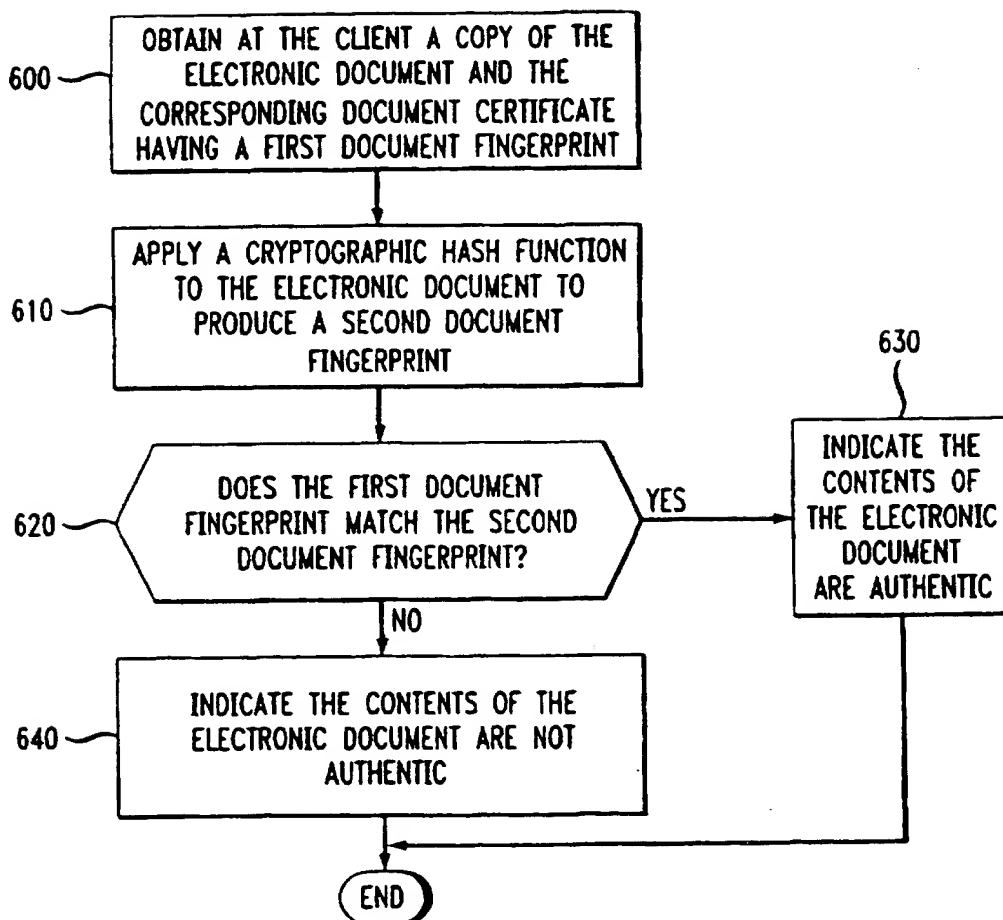 600
OBTAIN AT THE CLIENT A COPY OF THE
ELECTRONIC DOCUMENT AND THE
CORRESPONDING DOCUMENT CERTIFICATE
HAVING A FIRST DOCUMENT FINGERPRINT
610
APPLY A CRYPTOGRAPHIC HASH FUNCTION
TO THE ELECTRONIC DOCUMENT TO
PRODUCE A SECOND DOCUMENT
FINGERPRINT
620
DOES THE FIRST DOCUMENT
FINGERPRINT MATCH THE SECOND
DOCUMENT FINGERPRINT?
YES
630
INDICATE THE
CONTENTS OF
THE ELECTRONIC
DOCUMENT
ARE AUTHENTIC
NO
640
INDICATE THE CONTENTS OF THE
ELECTRONIC DOCUMENT ARE NOT
AUTHENTIC
END